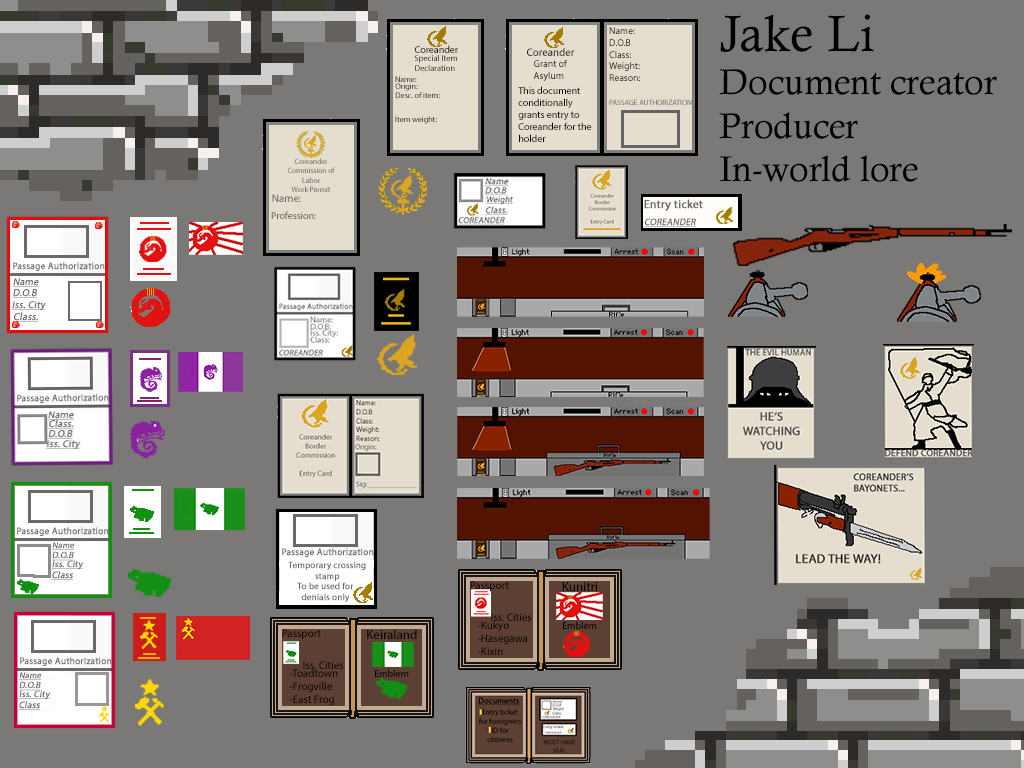 Jake Li
Document creator
Producer
In-world lore
Coreander
Special Item
Declaration
Name:
Origin:
Desc. of item:
Item weight:
Coreander
Grant of
Asylum
This document
conditionally
grants entry to
Coreander for the
holder
Name:
D.O.B
Class:
Weight:
Reason:
PASSAGE AUTHORIZATION
Coreander
Commission of
Labor
Work Permit
Name:
Profession:
Name
D.O.B
Weight
Class.
COREANDER
Coreander
Border
Commission
Entry Card
Entry ticket
COREANDER
Passage Authorization
Name
D.O.B
Iss. City
Class.
Passage Authorization
Name:
D.O.B:
Iss. City:
Class:
COREANDER
Light
Arrest
Scan
Rifle
Light
Arrest
Scan
Light
Arrest
Scan
Rifle
Light
Arrest
Scan
Rifle
THE EVIL HUMAN
HE'S
WATCHING
YOU
DEFEND COREANDER
Passage Authorization
Name
Class.
D.O.B
Iss. City
Coreander
Border
Commission
Entry Card
Name:
D.O.B
Class:
Weight:
Reason:
Origin:
Sig:
COREANDER'S
BAYONETS...
LEAD THE WAY!
Passage Authorization
Name
D.O.B
Iss. City
Class
Passage Authorization
Temporary crossing
stamp
To be used for
denials only
Passport
Iss. Cities
-Kukyo
-Hasegawa
-Kixin
Kunitri
Emblem
Passage Authorization
Name
D.O.B
Iss. City
Class
Passport
Iss. Cities
-Toadtown
-Frogville
-East Frog
Keiraland
Emblem
Documents
Entry ticket
for foreigners
ID for
citiziens
Name
D.O.B
Weight
Class.
COREANDER
Entry ticket
COREANDER
MUST HAVE
SEAL